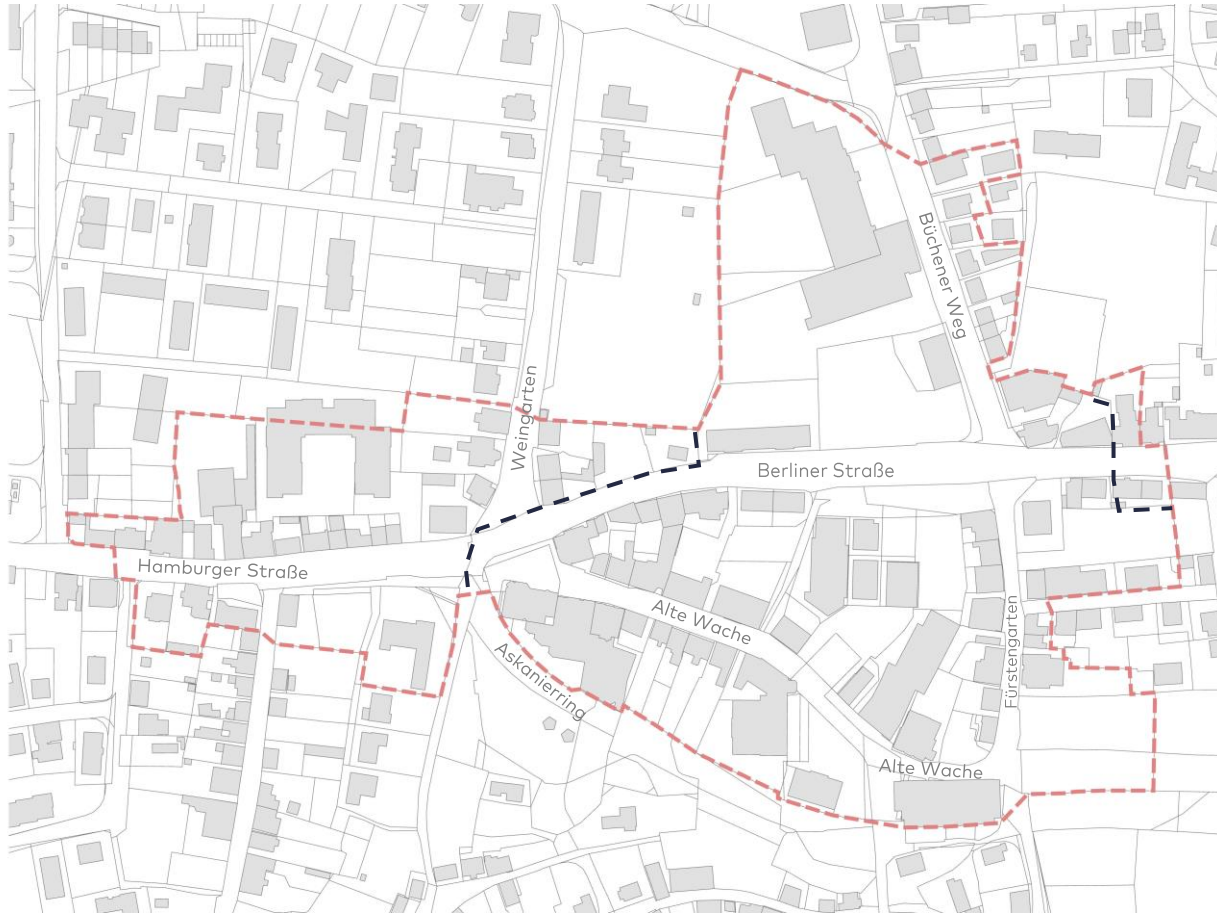 Büchener Weg
Weingarten
Berliner Straße
Hamburger Straße
Alte Wache
Askanierring
Fürstengarten
Alte Wache